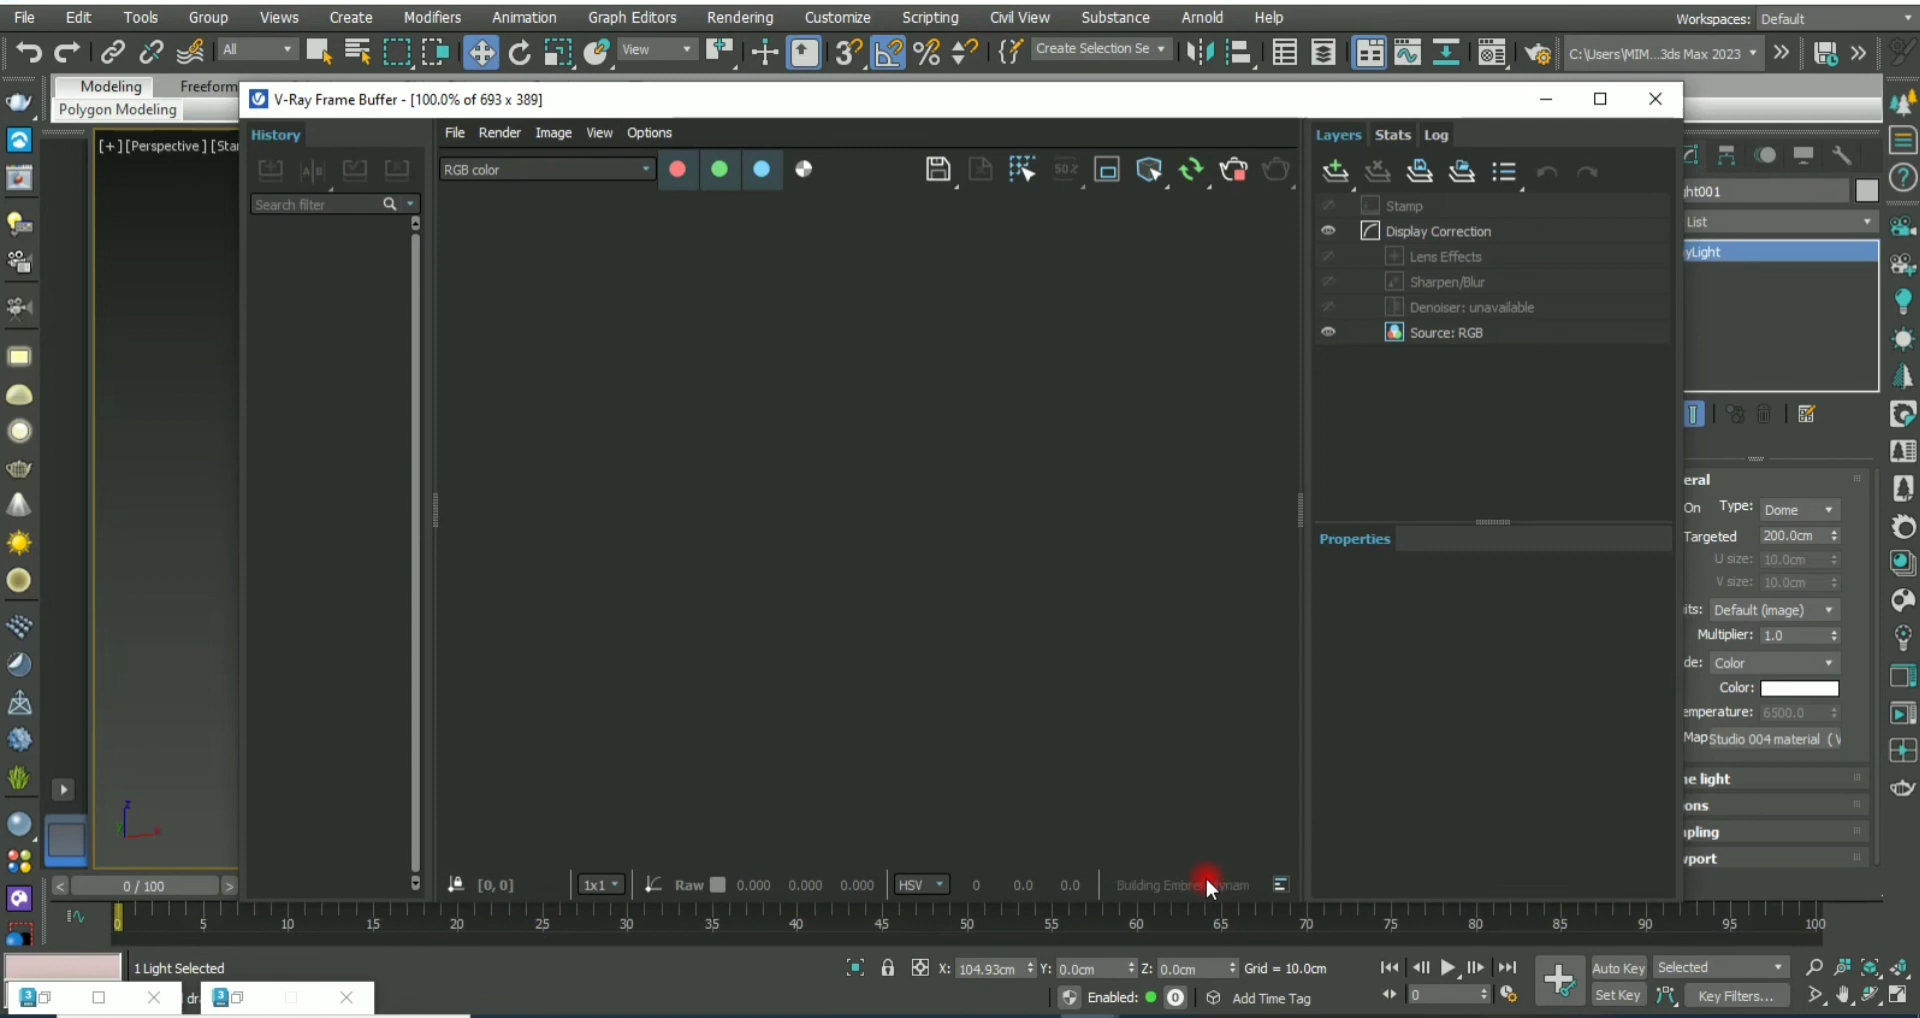 File Edit Tools Group Views Create Modifiers Animation Graph Editors Rendering Customize Scripting Civil View Substance Arnold Help Workspaces: Default
All View Create Selection Se C:\Users\MIM...3ds Max 2023
Modeling Freeform
Polygon Modeling
V-Ray Frame Buffer - [100.0% of 693 x 389]
[+] [Perspective] [Sta
History
File Render Image View Options
Layers Stats Log
RGB color
A B
50%
Search filter
Stamp
Display Correction
Lens Effects
Sharpen/Blur
Denoiser: unavailable
Source: RGB
Properties
ht001
List
yLight
eral
On Type: Dome
Targeted 200.0cm
U size: 10.0cm
V size: 10.0cm
its: Default (image)
Multiplier: 1.0
de: Color
Color:
emperature: 6500.0
Map Studio 004 material ( V
ne light
ons
pling
port
z
y
x
< 0 / 100 >
[0, 0] 1x1 Raw 0.000 0.000 0.000 HSV 0 0.0 0.0 Building Embree ynam
0 5 10 15 20 25 30 35 40 45 50 55 60 65 70 75 80 85 90 95 100
1 Light Selected X: 104.93cm Y: 0.0cm Z: 0.0cm Grid = 10.0cm Auto Key Selected
3 3 Enabled: 0 Add Time Tag 0 Set Key Key Filters...